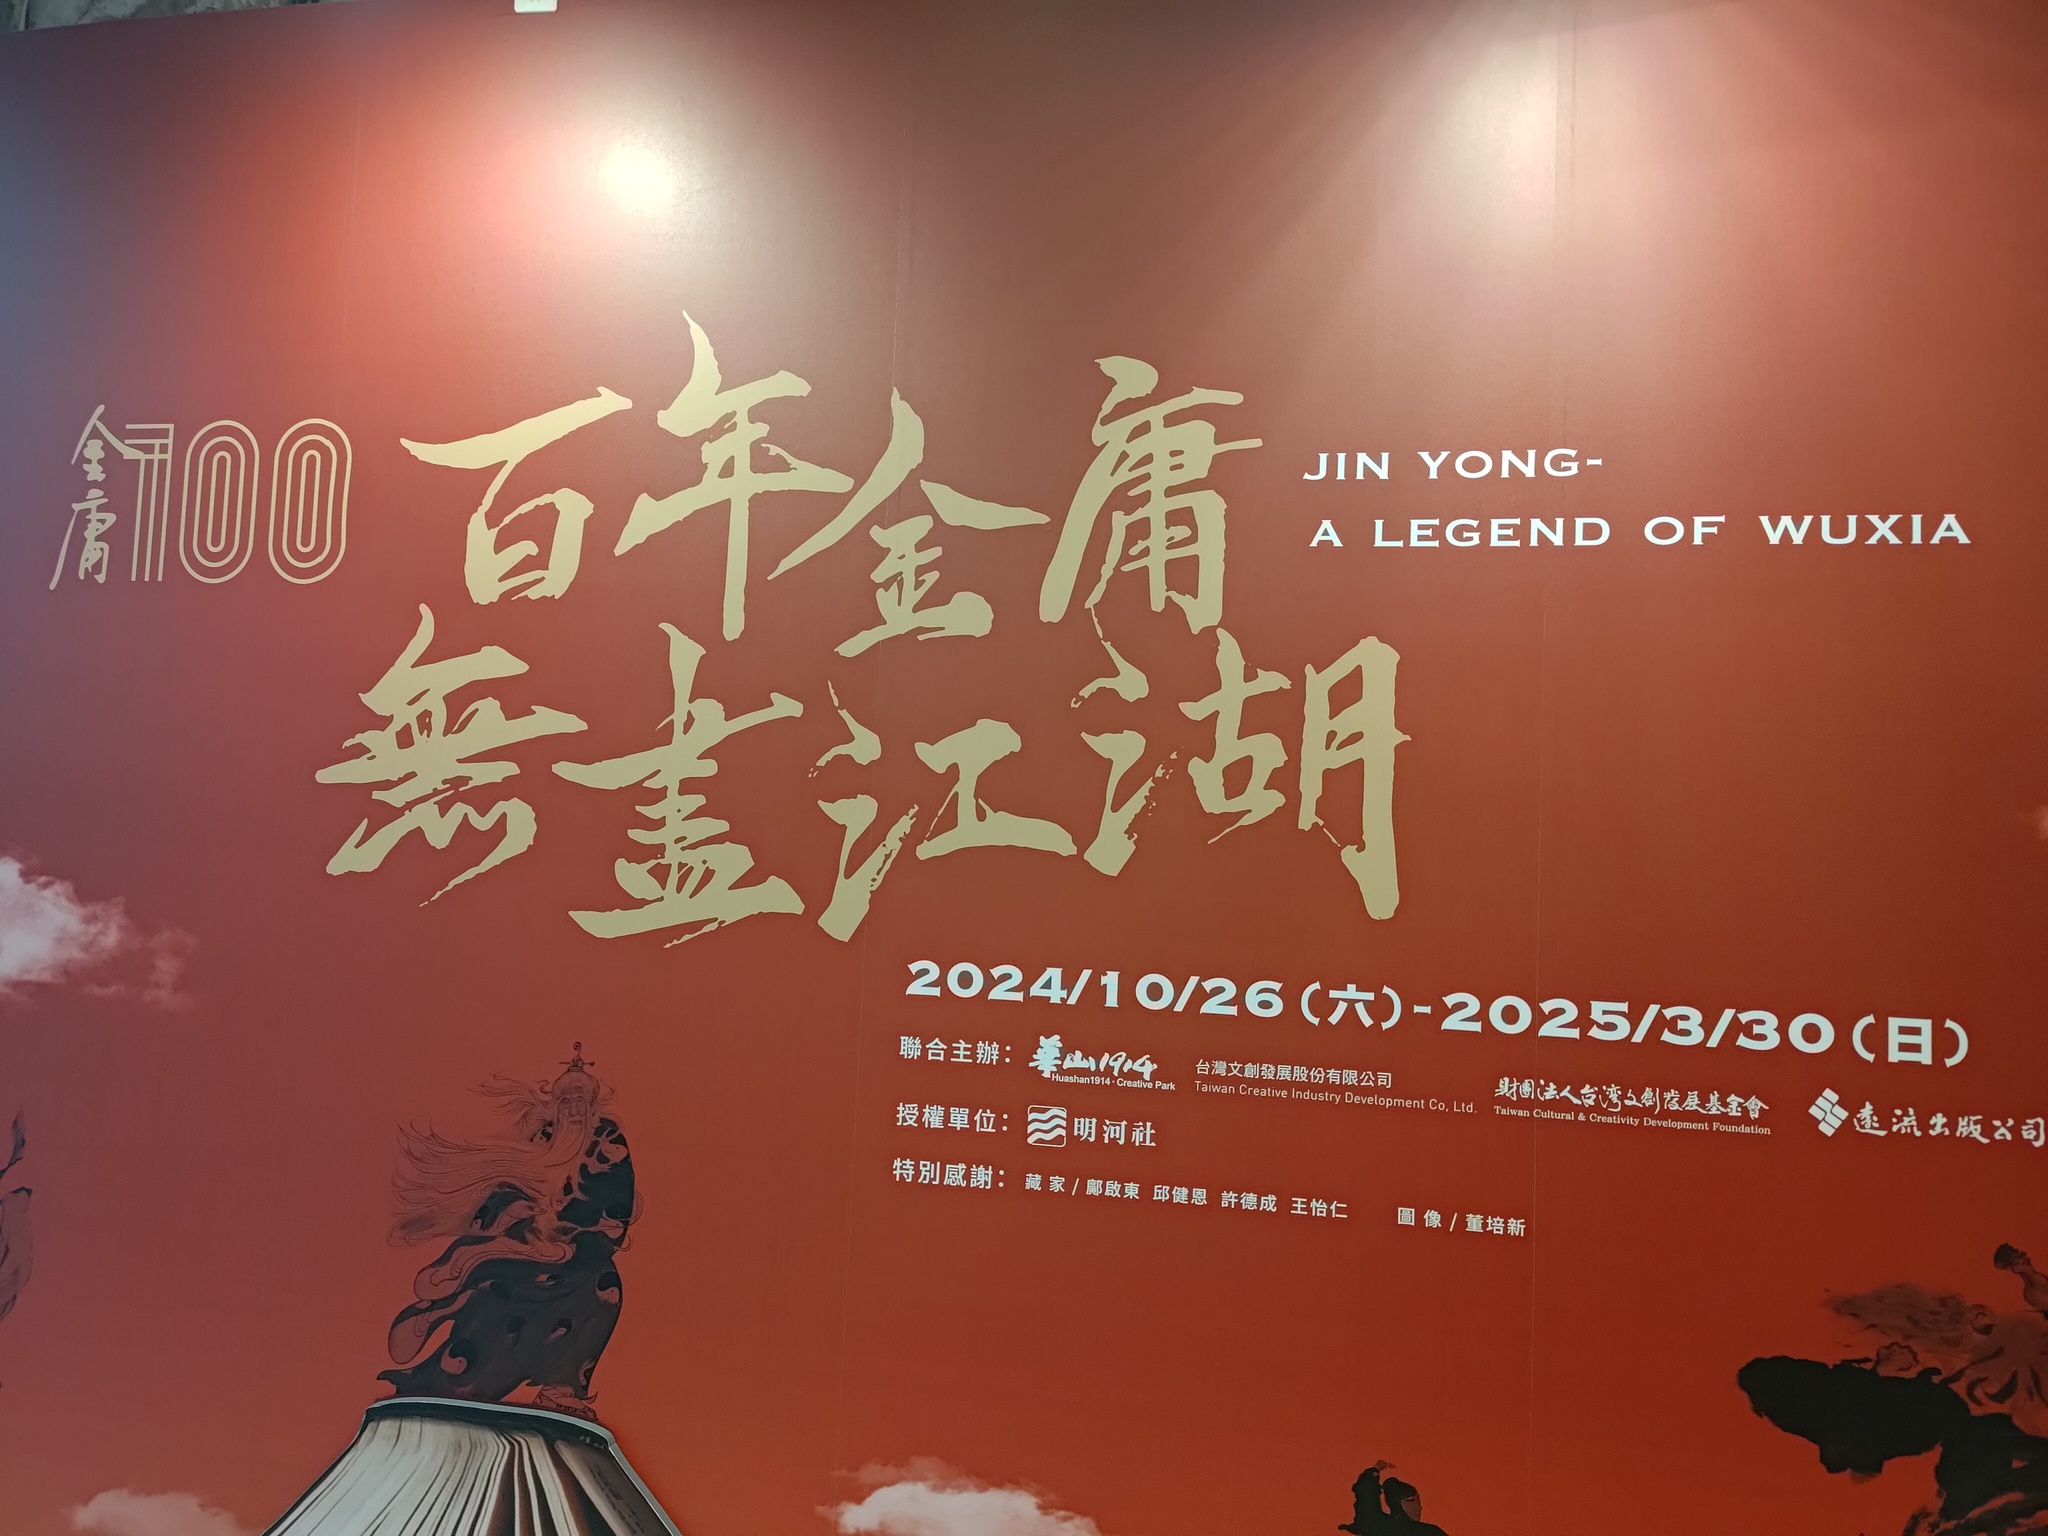 金庸100
百年金庸
無盡江湖
JIN YONG-
A LEGEND OF WUXIA
2024/10/26(六)-2025/3/30(日)
聯合主辦： 華山1914 Huashan1914・Creative Park 台灣文創發展股份有限公司 Taiwan Creative Industry Development Co, Ltd. 財團法人台灣文創發展基金會 Taiwan Cultural & Creativity Development Foundation 遠流出版公司
授權單位： 明河社
特別感謝： 藏家/鄺啟東 邱健恩 許德成 王怡仁 圖像/董培新